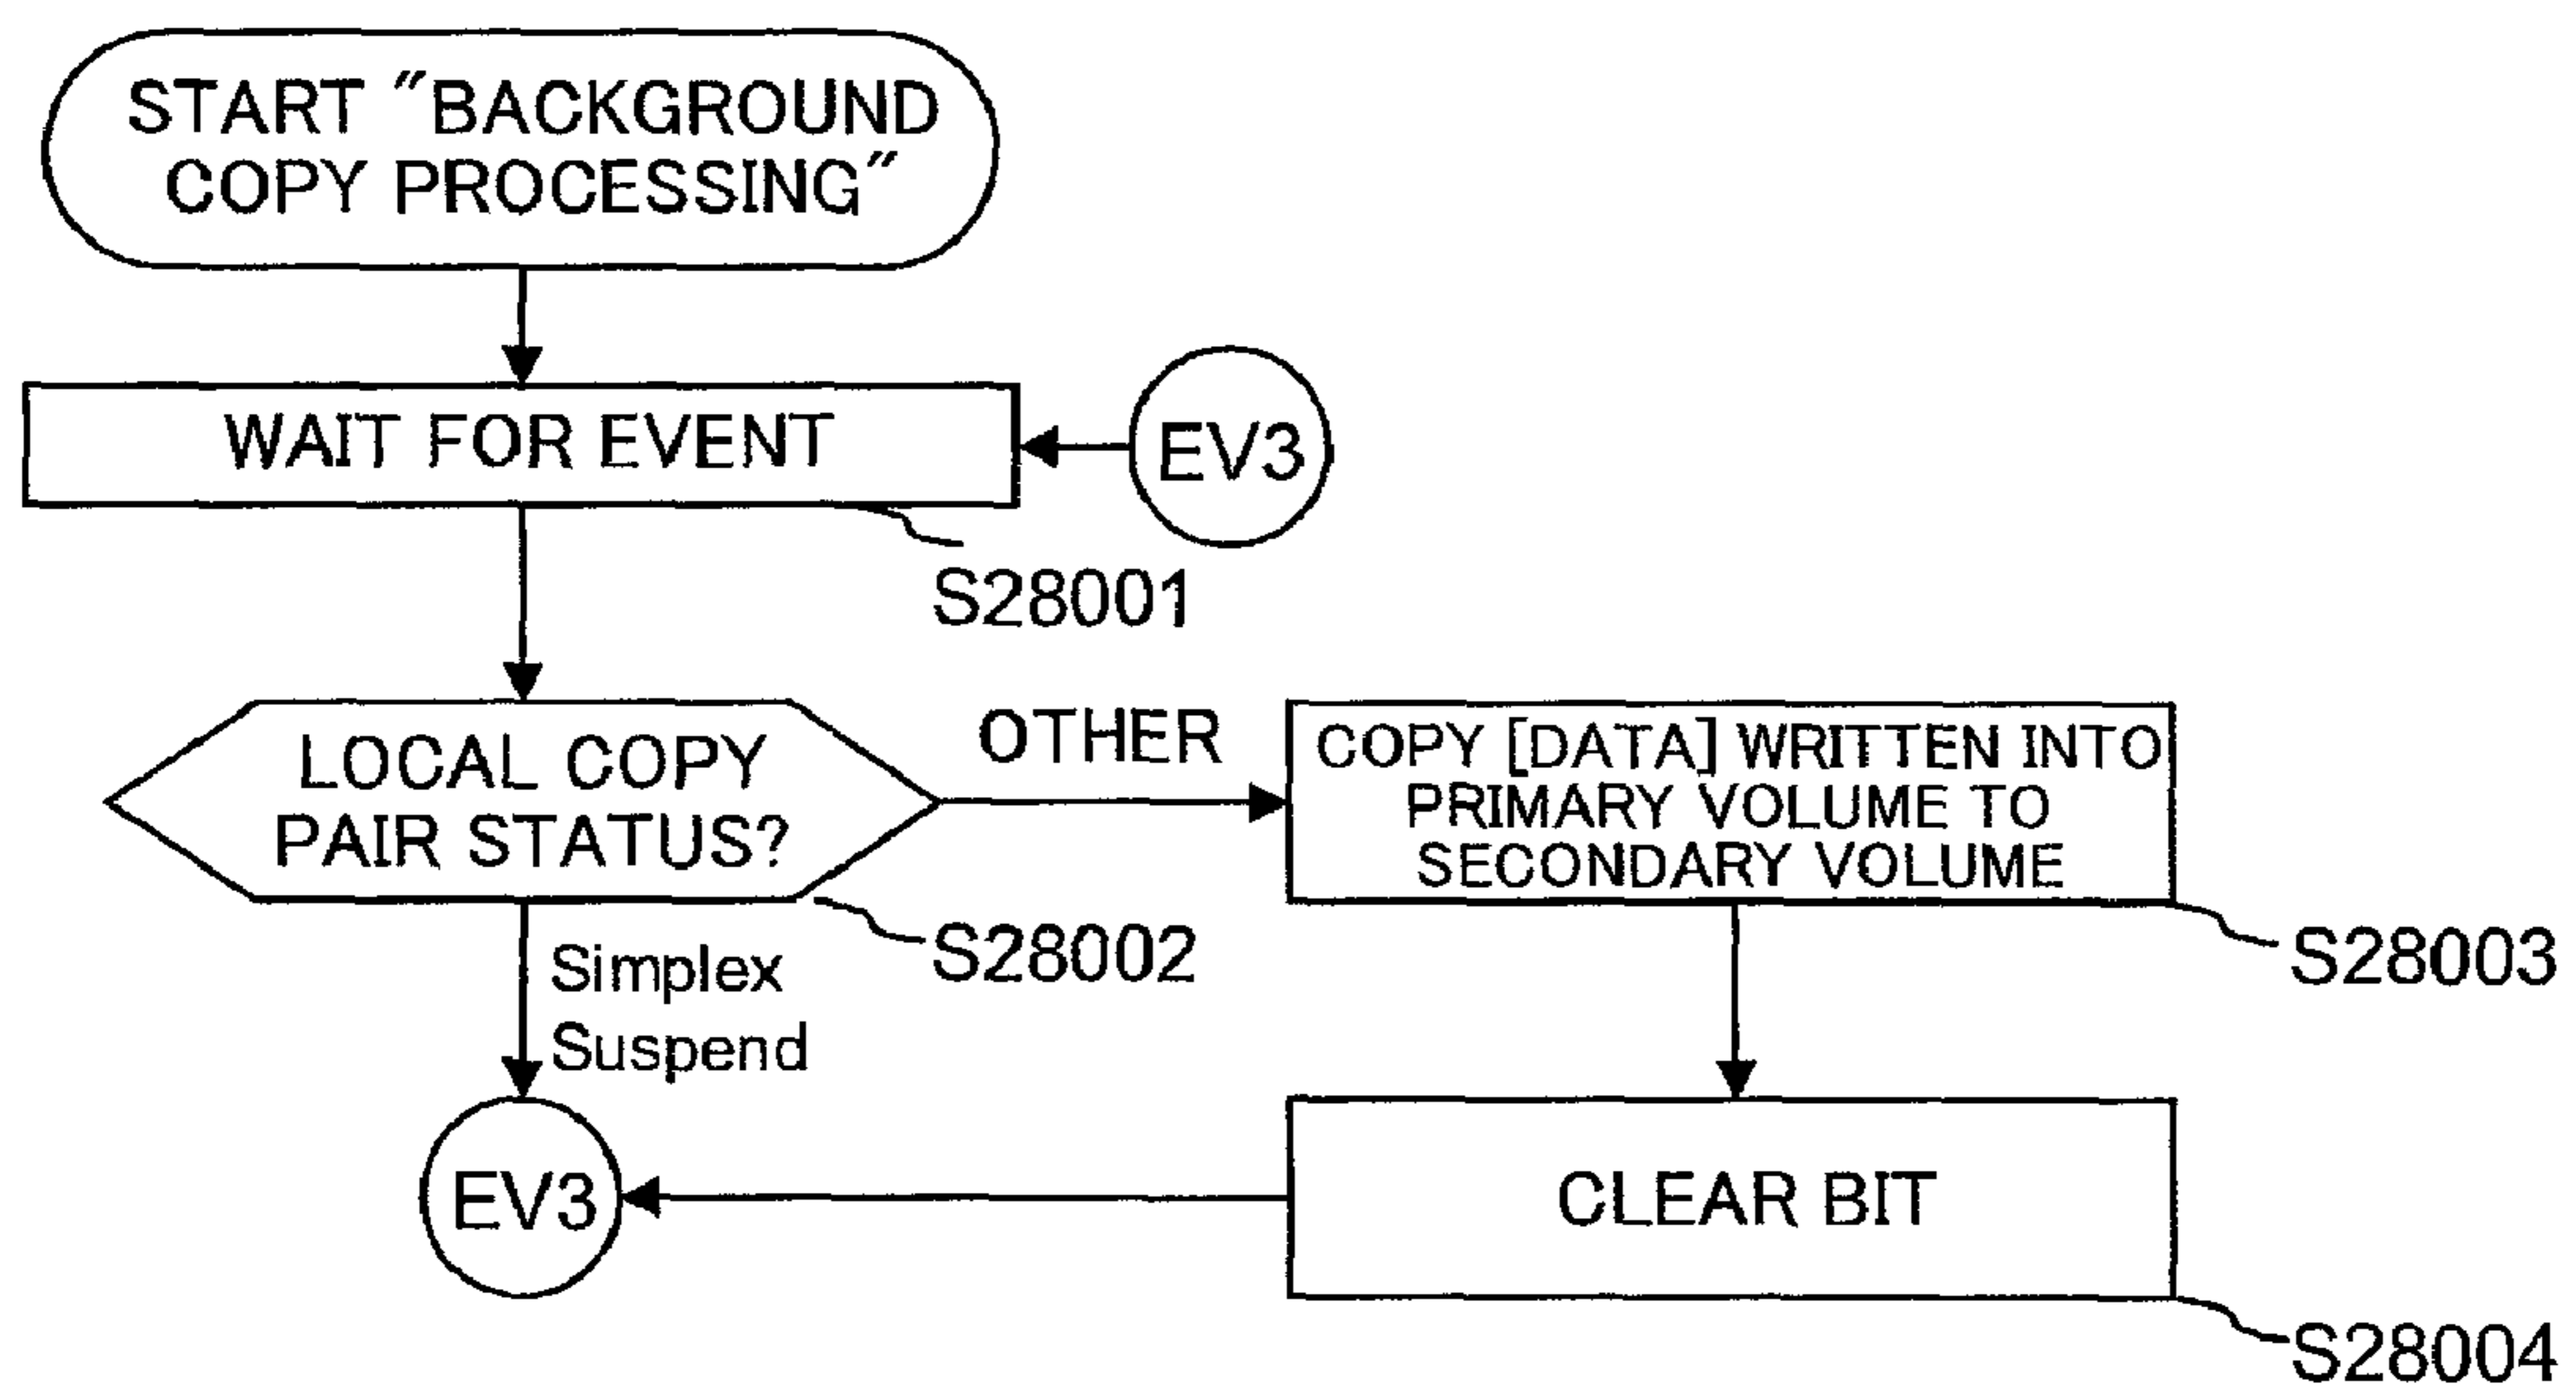 START "BACKGROUND
COPY PROCESSING"
WAIT FOR EVENT
EV3
S28001
LOCAL COPY
PAIR STATUS?
OTHER
COPY [DATA] WRITTEN INTO
PRIMARY VOLUME TO
SECONDARY VOLUME
S28002
S28003
Simplex
Suspend
EV3
CLEAR BIT
S28004